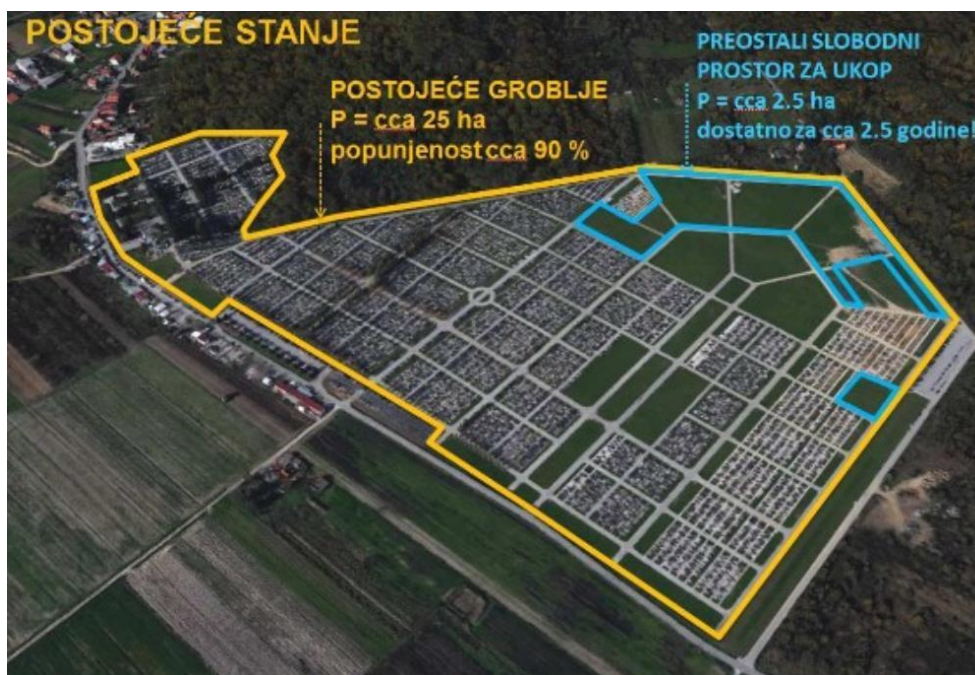 POSTOJEĆE STANJE
POSTOJEĆE GROBLJE
P = cca 25 ha
popunjenost cca 90 %
PREOSTALI SLOBODNI
PROSTOR ZA UKOP
P = cca 2.5 ha
dostatno za cca 2.5 godine!